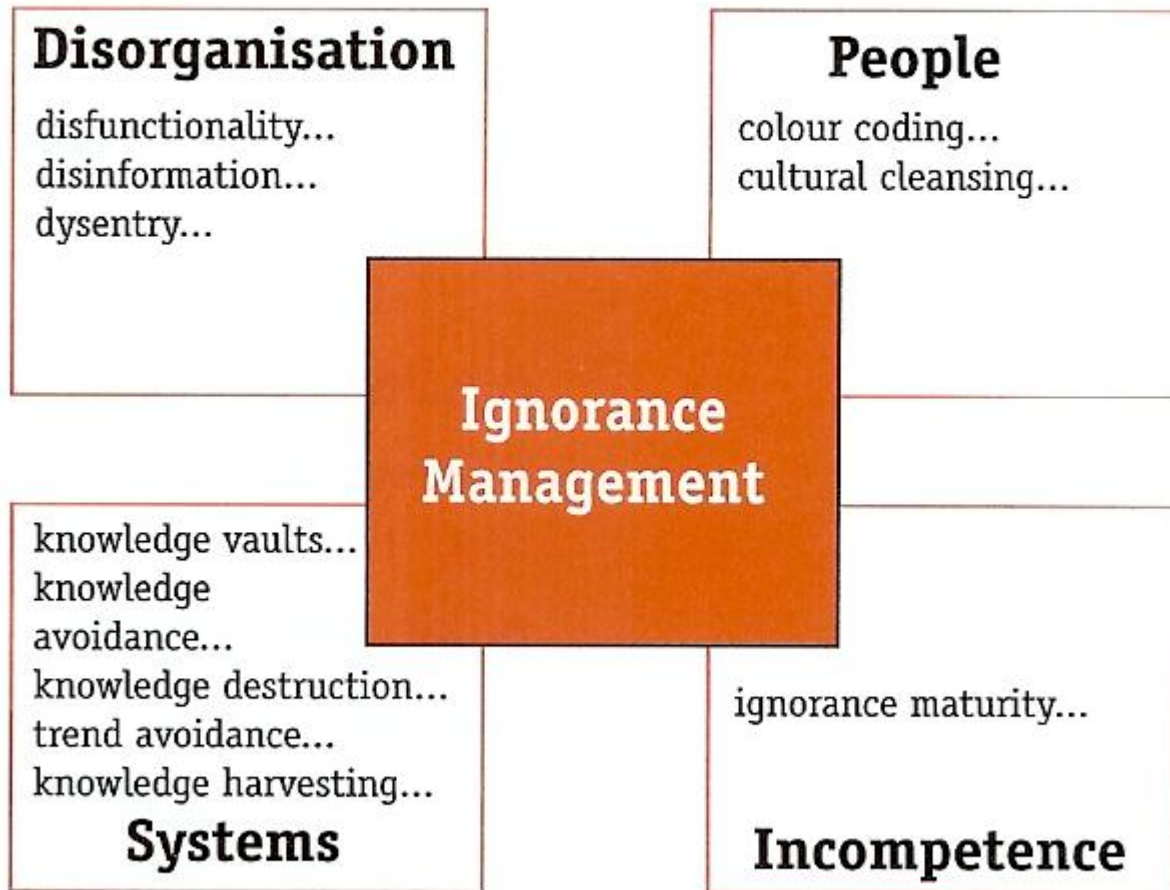 Disorganisation
disfunctionality...
disinformation...
dysentry...
People
colour coding...
cultural cleansing...
Ignorance
Management
knowledge vaults...
knowledge
avoidance...
knowledge destruction...
trend avoidance...
knowledge harvesting...
Systems
ignorance maturity...
Incompetence